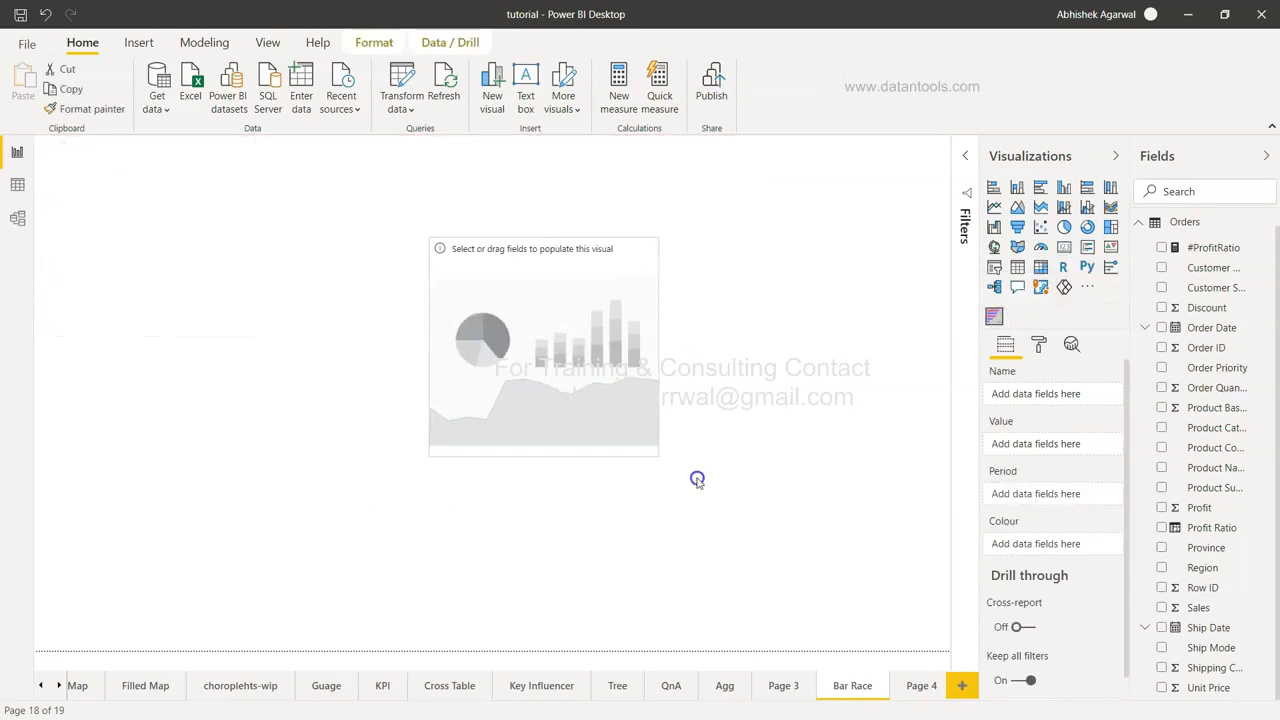 tutorial - Power BI Desktop
Abhishek Agarwal
File Home Insert Modeling View Help Format Data / Drill
Paste
Cut
Copy
Format painter
Clipboard
Get data
Excel
Power BI datasets
SQL Server
Enter data
Recent sources
Data
Transform data
Refresh
Queries
New visual
Text box
More visuals
Insert
New measure
Quick measure
Calculations
Publish
Share
www.datantools.com
Select or drag fields to populate this visual
For Training & Consulting Contact
rrwal@gmail.com
Filters
Visualizations
R Py
Name
Add data fields here
Value
Add data fields here
Period
Add data fields here
Colour
Add data fields here
Drill through
Cross-report
Off
Keep all filters
On
Fields
Search
Orders
#ProfitRatio
Customer ...
Customer S...
Discount
Order Date
Order ID
Order Priority
Order Quan...
Product Bas...
Product Cat...
Product Co...
Product Na...
Product Su...
Profit
Profit Ratio
Province
Region
Row ID
Sales
Ship Date
Ship Mode
Shipping C...
Unit Price
Map Filled Map choroplehts-wip Guage KPI Cross Table Key Influencer Tree QnA Agg Page 3 Bar Race Page 4
Page 18 of 19